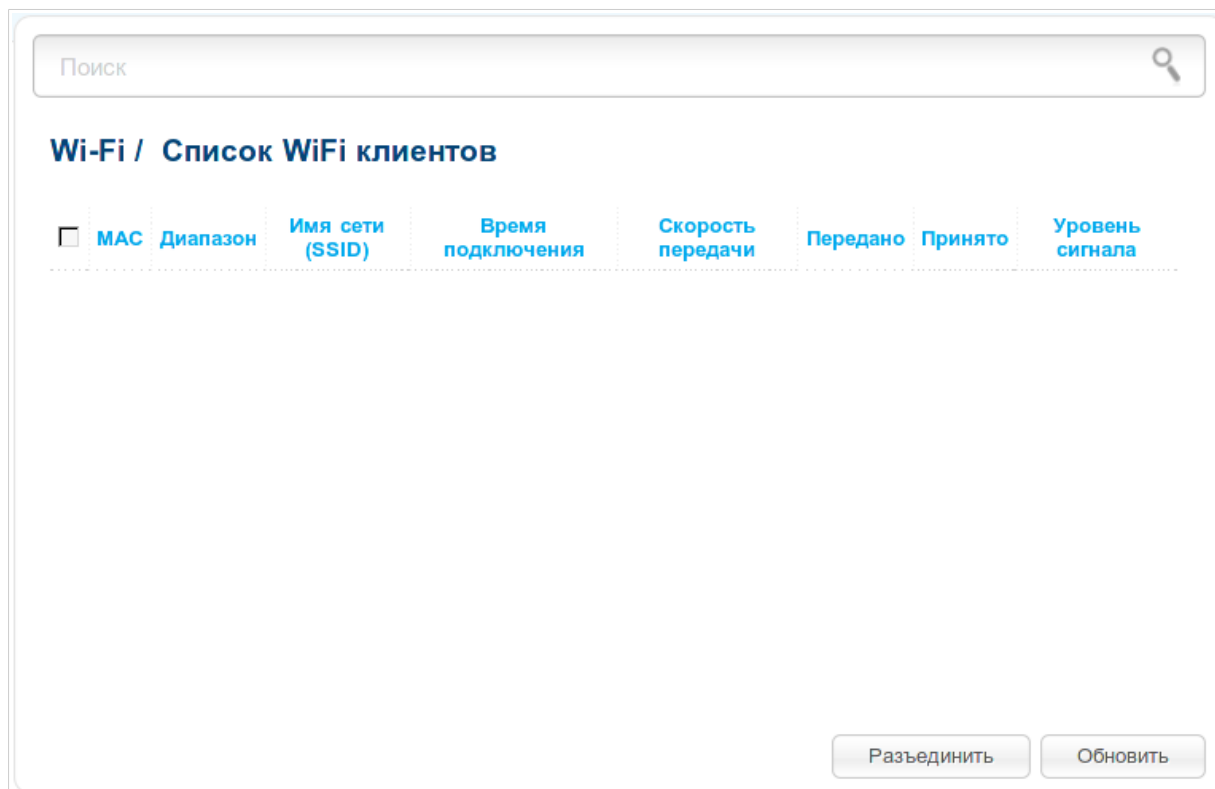 Поиск
Wi-Fi / Список WiFi клиентов
MAC Диапазон Имя сети (SSID) Время подключения Скорость передачи Передано Принято Уровень сигнала
Разъединить Обновить